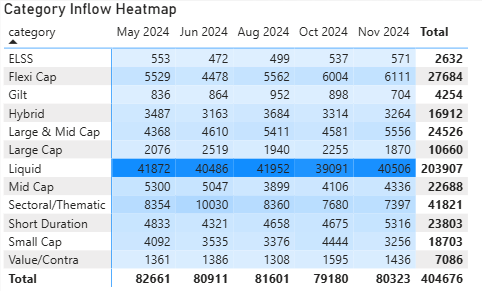 Category Inflow Heatmap
category May 2024 Jun 2024 Aug 2024 Oct 2024 Nov 2024 Total
ELSS 553 472 499 537 571 2632
Flexi Cap 5529 4478 5562 6004 6111 27684
Gilt 836 864 952 898 704 4254
Hybrid 3487 3163 3684 3314 3264 16912
Large & Mid Cap 4368 4610 5411 4581 5556 24526
Large Cap 2076 2519 1940 2255 1870 10660
Liquid 41872 40486 41952 39091 40506 203907
Mid Cap 5300 5047 3899 4106 4336 22688
Sectoral/Thematic 8354 10030 8360 7680 7397 41821
Short Duration 4833 4321 4658 4675 5316 23803
Small Cap 4092 3535 3376 4444 3256 18703
Value/Contra 1361 1386 1308 1595 1436 7086
Total 82661 80911 81601 79180 80323 404676